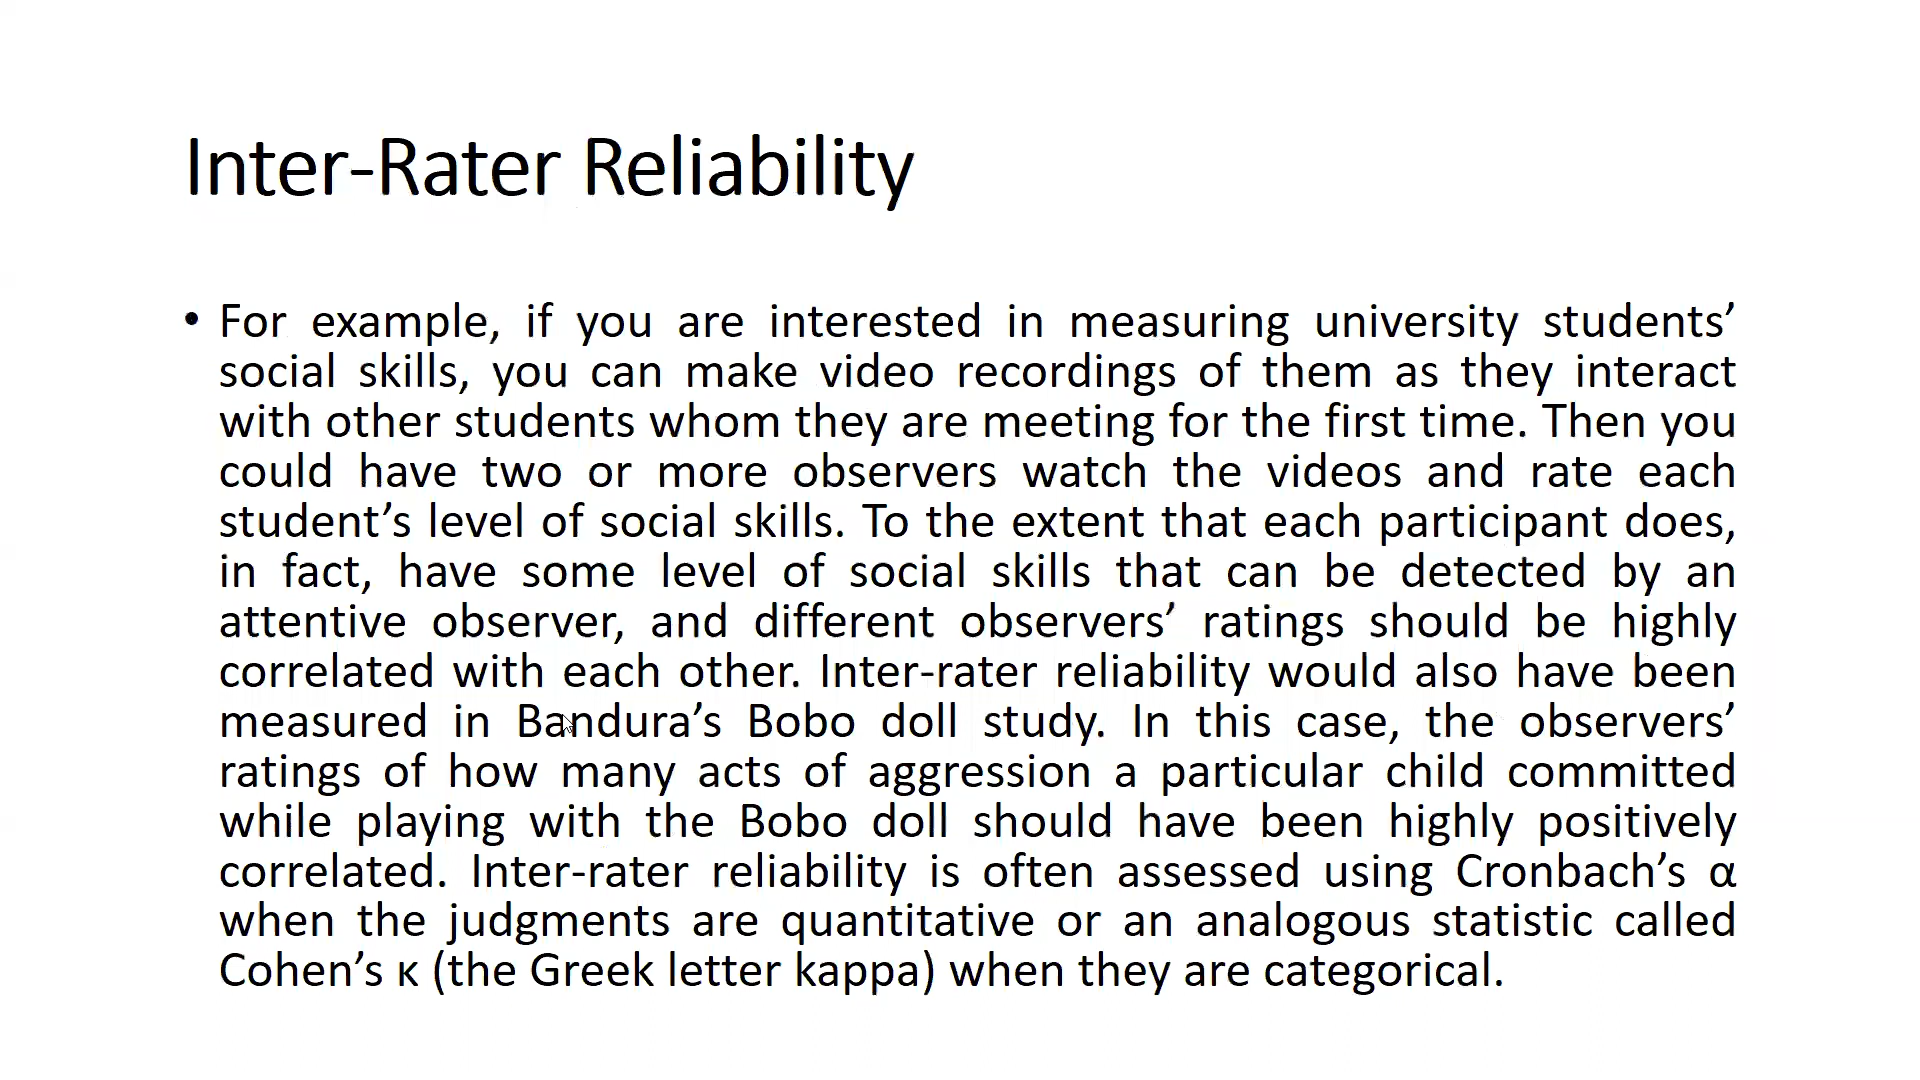 Inter-Rater Reliability
• For example, if you are interested in measuring university students’
social skills, you can make video recordings of them as they interact
with other students whom they are meeting for the first time. Then you
could have two or more observers watch the videos and rate each
student’s level of social skills. To the extent that each participant does,
in fact, have some level of social skills that can be detected by an
attentive observer, and different observers’ ratings should be highly
correlated with each other. Inter-rater reliability would also have been
measured in Bandura’s Bobo doll study. In this case, the observers’
ratings of how many acts of aggression a particular child committed
while playing with the Bobo doll should have been highly positively
correlated. Inter-rater reliability is often assessed using Cronbach’s α
when the judgments are quantitative or an analogous statistic called
Cohen’s κ (the Greek letter kappa) when they are categorical.